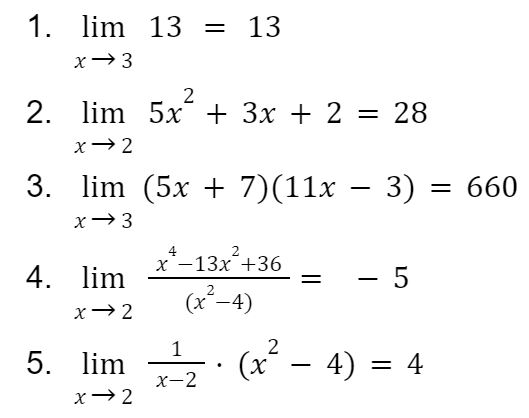 1. lim 13 = 13
x → 3
2. lim 5x² + 3x + 2 = 28
x → 2
3. lim (5x + 7)(11x − 3) = 660
x → 3
4. lim (x⁴−13x²+36)/(x²−4) = − 5
x → 2
5. lim 1/(x−2) · (x² − 4) = 4
x → 2